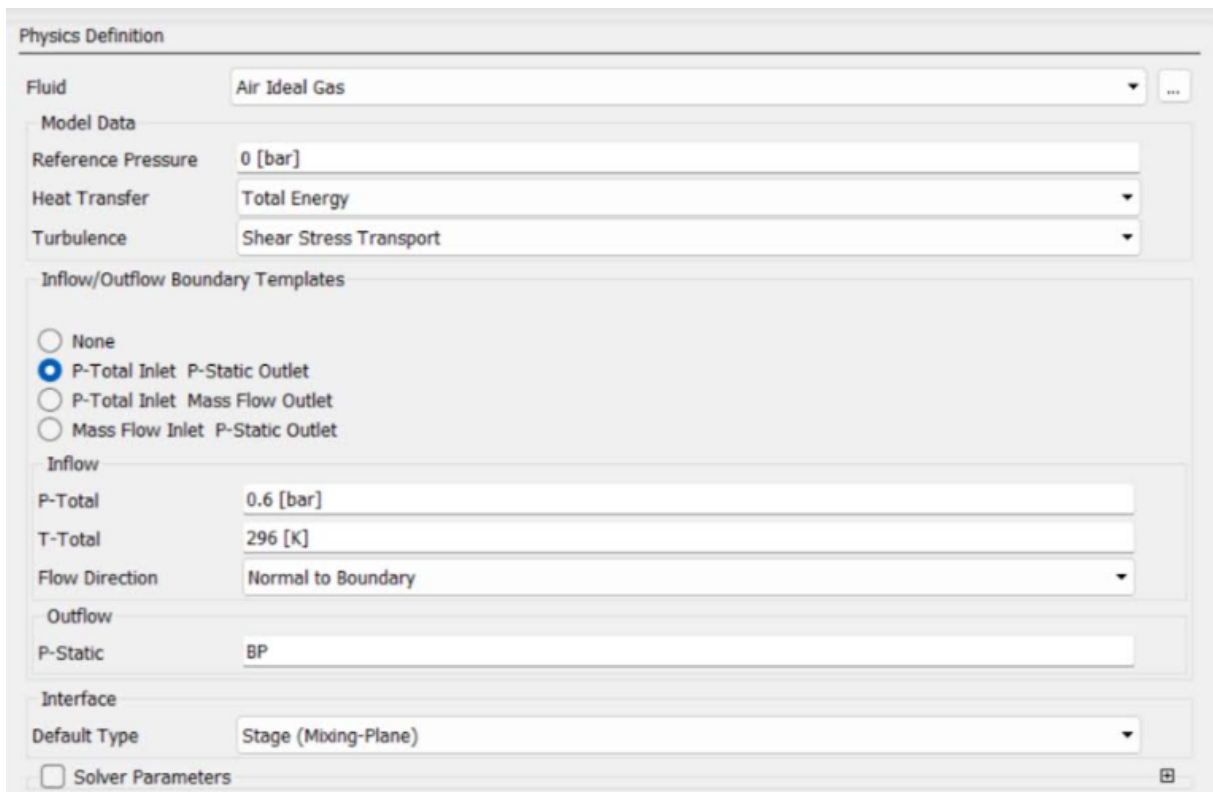 Physics Definition
Fluid Air Ideal Gas ...
Model Data
Reference Pressure 0 [bar]
Heat Transfer Total Energy
Turbulence Shear Stress Transport
Inflow/Outflow Boundary Templates
None
P-Total Inlet P-Static Outlet
P-Total Inlet Mass Flow Outlet
Mass Flow Inlet P-Static Outlet
Inflow
P-Total 0.6 [bar]
T-Total 296 [K]
Flow Direction Normal to Boundary
Outflow
P-Static BP
Interface
Default Type Stage (Mixing-Plane)
Solver Parameters